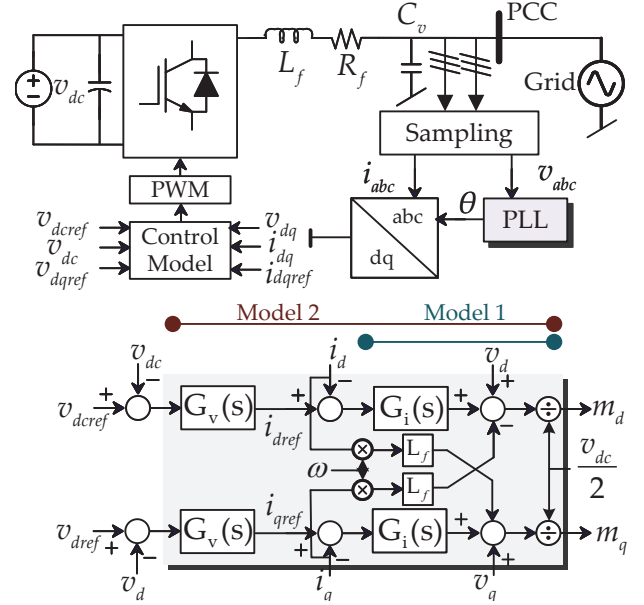 C_v
PCC
v_dc
L_f
R_f
Grid
Sampling
i_abc
v_abc
PWM
θ
abc
dq
PLL
v_dcref
v_dc
v_dqref
Control
Model
v_dq
i_dq
i_dqref
Model 2
Model 1
v_dc
i_d
v_d
+
−
+
−
+
v_dcref
G_v(s)
i_dref
G_i(s)
+
−
÷
m_d
×
L_f
ω
v_dc
2
×
L_f
i_qref
v_dref
G_v(s)
G_i(s)
÷
m_q
+
−
+
−
+
+
v_d
i_q
v_q